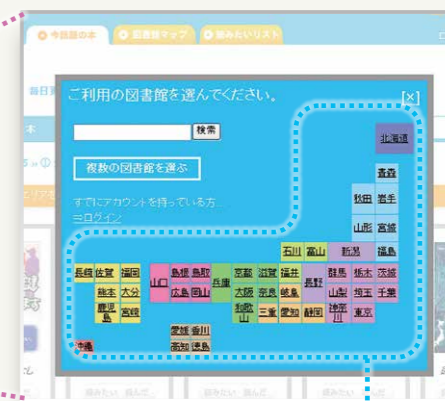 今話題の本 図書館マップ 読みたいリスト
ご利用の図書館を選んでください。 [×]
検索
複数の図書館を選ぶ
すでにアカウントを持っている方...
⇒ログイン
北海道
青森
秋田 岩手
山形 宮城
石川 富山 新潟 福島
長崎 佐賀 福岡 山口 島根 鳥取 兵庫 京都 滋賀 福井 長野 群馬 栃木 茨城
熊本 大分 広島 岡山 大阪 奈良 岐阜 山梨 埼玉 千葉
鹿児島 宮崎 和歌山 三重 愛知 静岡 神奈川 東京
愛媛 香川
沖縄 高知 徳島